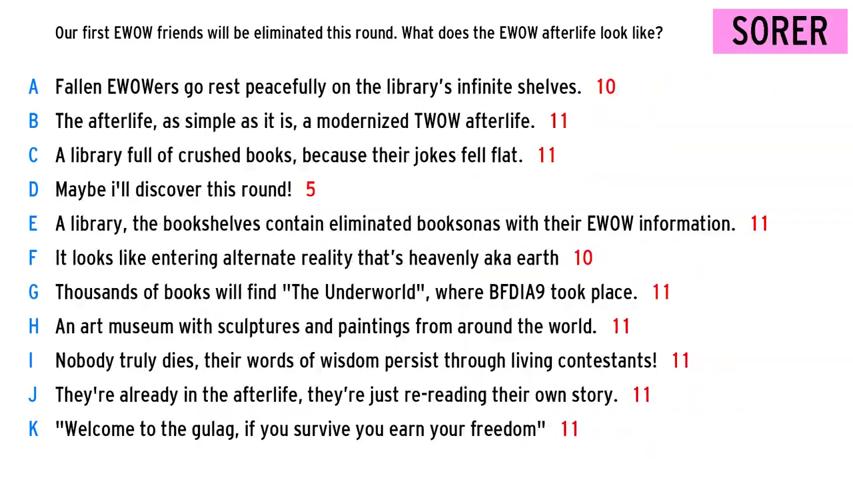 Our first EWOW friends will be eliminated this round. What does the EWOW afterlife look like?
SORER
A Fallen EWOWers go rest peacefully on the library's infinite shelves. 10
B The afterlife, as simple as it is, a modernized TWOW afterlife. 11
C A library full of crushed books, because their jokes fell flat. 11
D Maybe i'll discover this round! 5
E A library, the bookshelves contain eliminated booksonas with their EWOW information. 11
F It looks like entering alternate reality that's heavenly aka earth 10
G Thousands of books will find "The Underworld", where BFDIA9 took place. 11
H An art museum with sculptures and paintings from around the world. 11
I Nobody truly dies, their words of wisdom persist through living contestants! 11
J They're already in the afterlife, they're just re-reading their own story. 11
K "Welcome to the gulag, if you survive you earn your freedom" 11